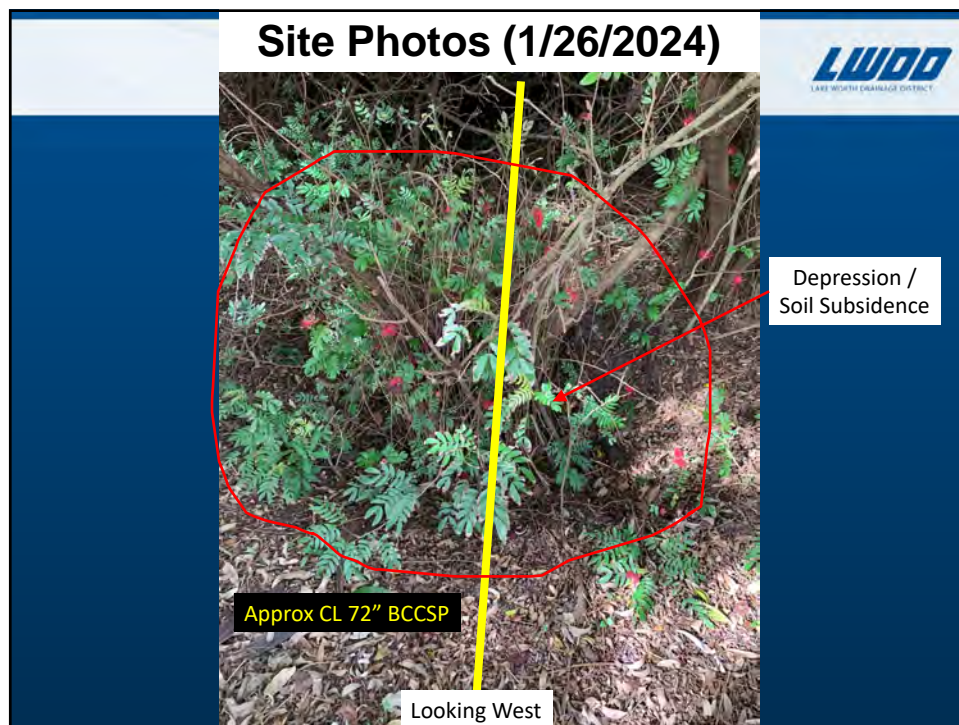 Site Photos (1/26/2024)
LWDD
LAKE WORTH DRAINAGE DISTRICT
Depression /
Soil Subsidence
Approx CL 72” BCCSP
Looking West